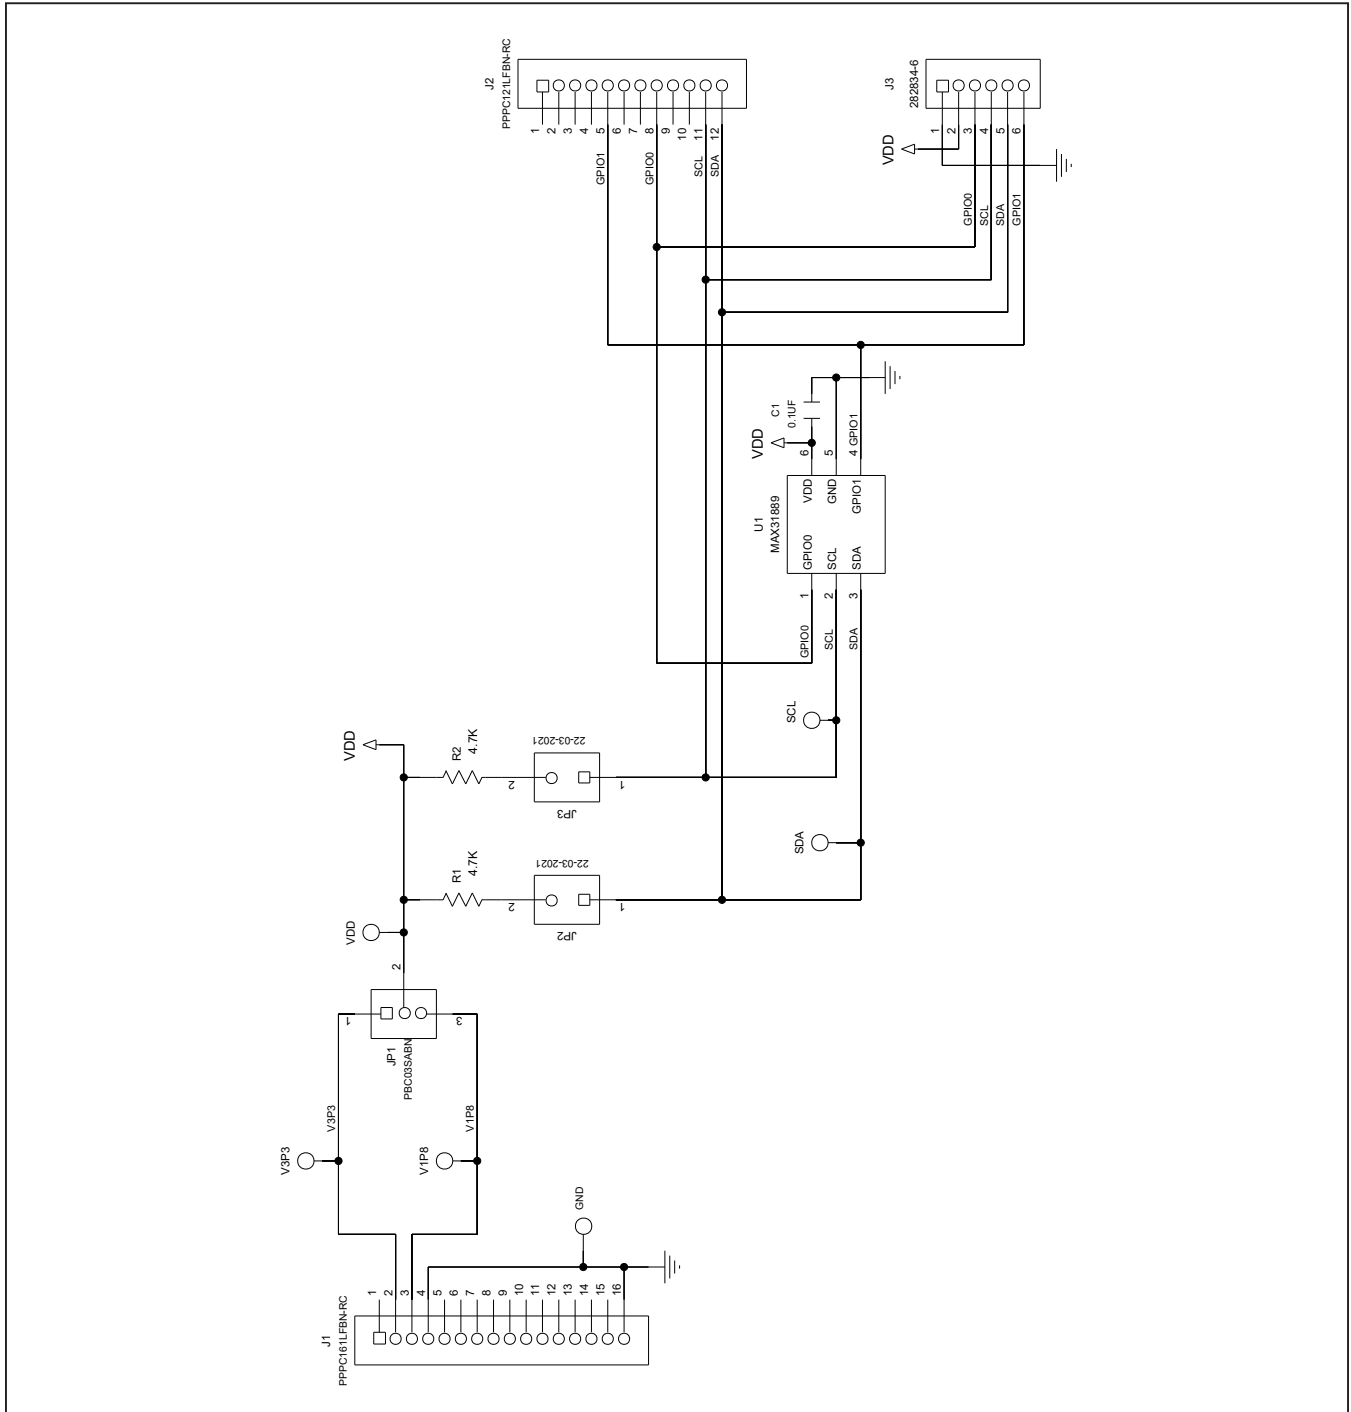 J2
PPPC121LFBN-RC
1
2
3
4
5
6
7
8
9
10
11
12
GPIO1
GPIO0
SCL
SDA
J3
282834-6
1
2
3
4
5
6
VDD
GPIO0
SCL
SDA
GPIO1
C1
0.1UF
VDD
6
5
4
GPIO1
U1
MAX31889
VDD
GND
GPIO1
GPIO0
SCL
SDA
1
2
3
GPIO0
SCL
SDA
SCL
SDA
VDD
R2
4.7K
2
22-03-2021
JP3
1
R1
4.7K
2
22-03-2021
JP2
1
VDD
2
1
3
JP1
PBC03SABN
V3P3
V1P8
V3P3
V1P8
GND
J1
PPPC161LFBN-RC
1
2
3
4
5
6
7
8
9
10
11
12
13
14
15
16